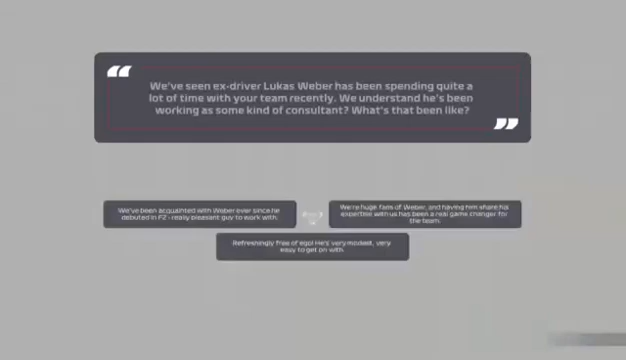 We've seen ex-driver Lukas Weber has been spending quite a
lot of time with your team recently. We understand he's been
working as some kind of consultant? What's that been like?
We've been acquainted with Weber ever since he
debuted in F2 - really pleasant guy to work with.
We're huge fans of Weber, and having him share his
expertise with us has been a real game changer for
the team.
Refreshingly free of ego! He's very modest, very
easy to get on with.